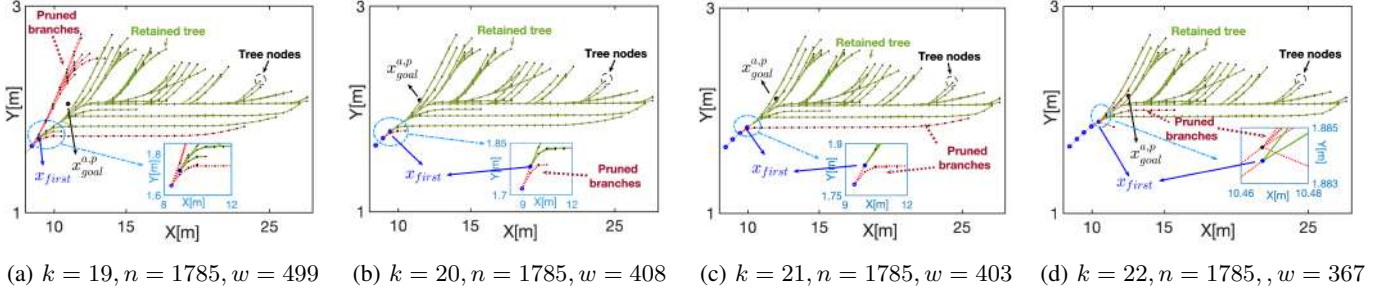 3
Y[m]
1
Pruned
branches
Retained tree
Tree nodes
x_{goal}^{a,p}
x_{first}
1.8
Y[m]
1.6
8
X[m]
12
10
15
X[m]
25
(a) k = 19, n = 1785, w = 499
3
Y[m]
1
Retained tree
Tree nodes
x_{goal}^{a,p}
x_{first}
Pruned
branches
1.85
Y[m]
1.7
9
X[m]
12
10
15
X[m]
25
(b) k = 20, n = 1785, w = 408
3
Y[m]
1
Retained tree
Tree nodes
x_{goal}^{a,p}
x_{first}
Pruned
branches
1.9
Y[m]
1.75
9
X[m]
12
10
15
X[m]
25
(c) k = 21, n = 1785, w = 403
3
Y[m]
1
Retained tree
Tree nodes
Pruned
branches
x_{goal}^{a,p}
x_{first}
1.885
Y[m]
1.883
10.46
X[m]
10.48
10
15
X[m]
25
(d) k = 22, n = 1785, , w = 367